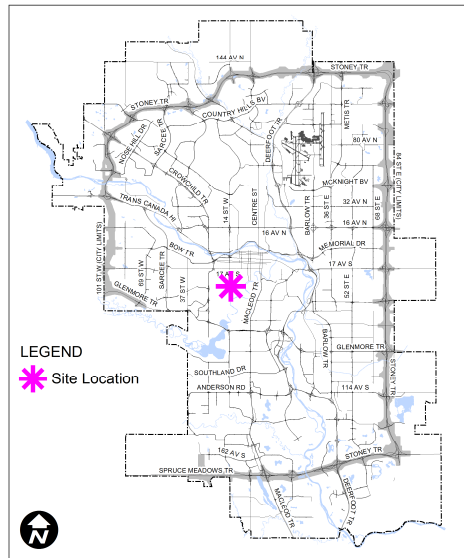 144 AV N
STONEY TR
STONEY TR
COUNTRY HILLS BV
METIS TR
NOSE HILL DR
SARCEE TR
DEERFOOT TR
80 AV N
CROWCHILD TR
84 ST E (CITY LIMITS)
MCKNIGHT BV
TRANS CANADA HI
14 ST W
CENTRE ST
BARLOW TR
36 ST E
32 AV N
68 ST E
16 AV N
16 AV N
101 ST W (CITY LIMITS)
BOW TR
MEMORIAL DR
69 ST W
SARCEE TR
37 ST W
17 AV S
17 AV S
GLENMORE TR
MACLEOD TR
52 ST E
BARLOW TR
GLENMORE TR
LEGEND
Site Location
SOUTHLAND DR
ANDERSON RD
114 AV S
STONEY TR
162 AV S
STONEY TR
SPRUCE MEADOWS TR
MACLEOD TR
DEERFOOT TR
N